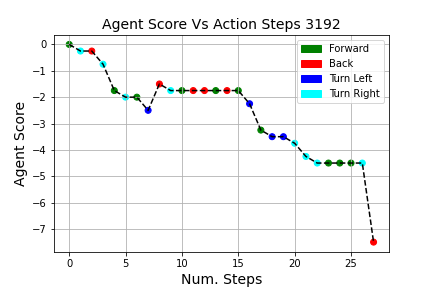 Agent Score Vs Action Steps 3192
Forward
Back
Turn Left
Turn Right
Agent Score
0
−1
−2
−3
−4
−5
−6
−7
0 5 10 15 20 25
Num. Steps